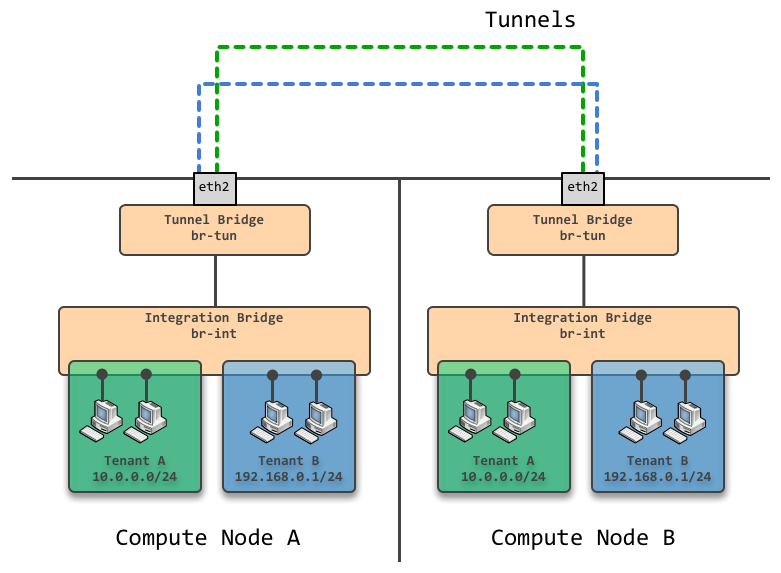 Tunnels
eth2
eth2
Tunnel Bridge
br-tun
Tunnel Bridge
br-tun
Integration Bridge
br-int
Integration Bridge
br-int
Tenant A
10.0.0.0/24
Tenant B
192.168.0.1/24
Tenant A
10.0.0.0/24
Tenant B
192.168.0.1/24
Compute Node A
Compute Node B